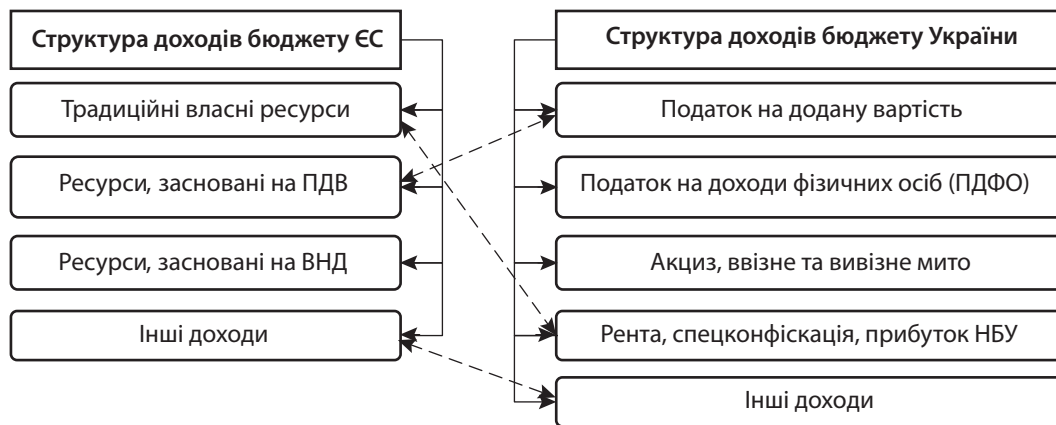 Структура доходів бюджету ЄС
Традиційні власні ресурси
Ресурси, засновані на ПДВ
Ресурси, засновані на ВНД
Інші доходи
Структура доходів бюджету України
Податок на додану вартість
Податок на доходи фізичних осіб (ПДФО)
Акциз, ввізне та вивізне мито
Рента, спецконфіскація, прибуток НБУ
Інші доходи